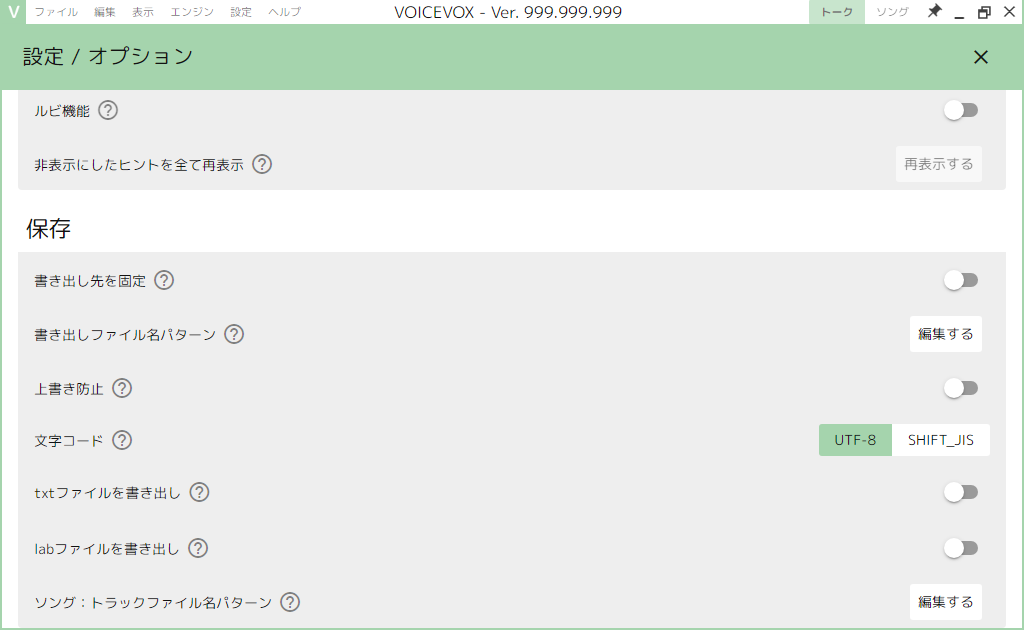 V ファイル 編集 表示 エンジン 設定 ヘルプ VOICEVOX - Ver. 999.999.999 トーク ソング
設定 / オプション
ルビ機能
非表示にしたヒントを全て再表示 再表示する
保存
書き出し先を固定
書き出しファイル名パターン 編集する
上書き防止
文字コード UTF-8 SHIFT_JIS
txtファイルを書き出し
labファイルを書き出し
ソング：トラックファイル名パターン 編集する